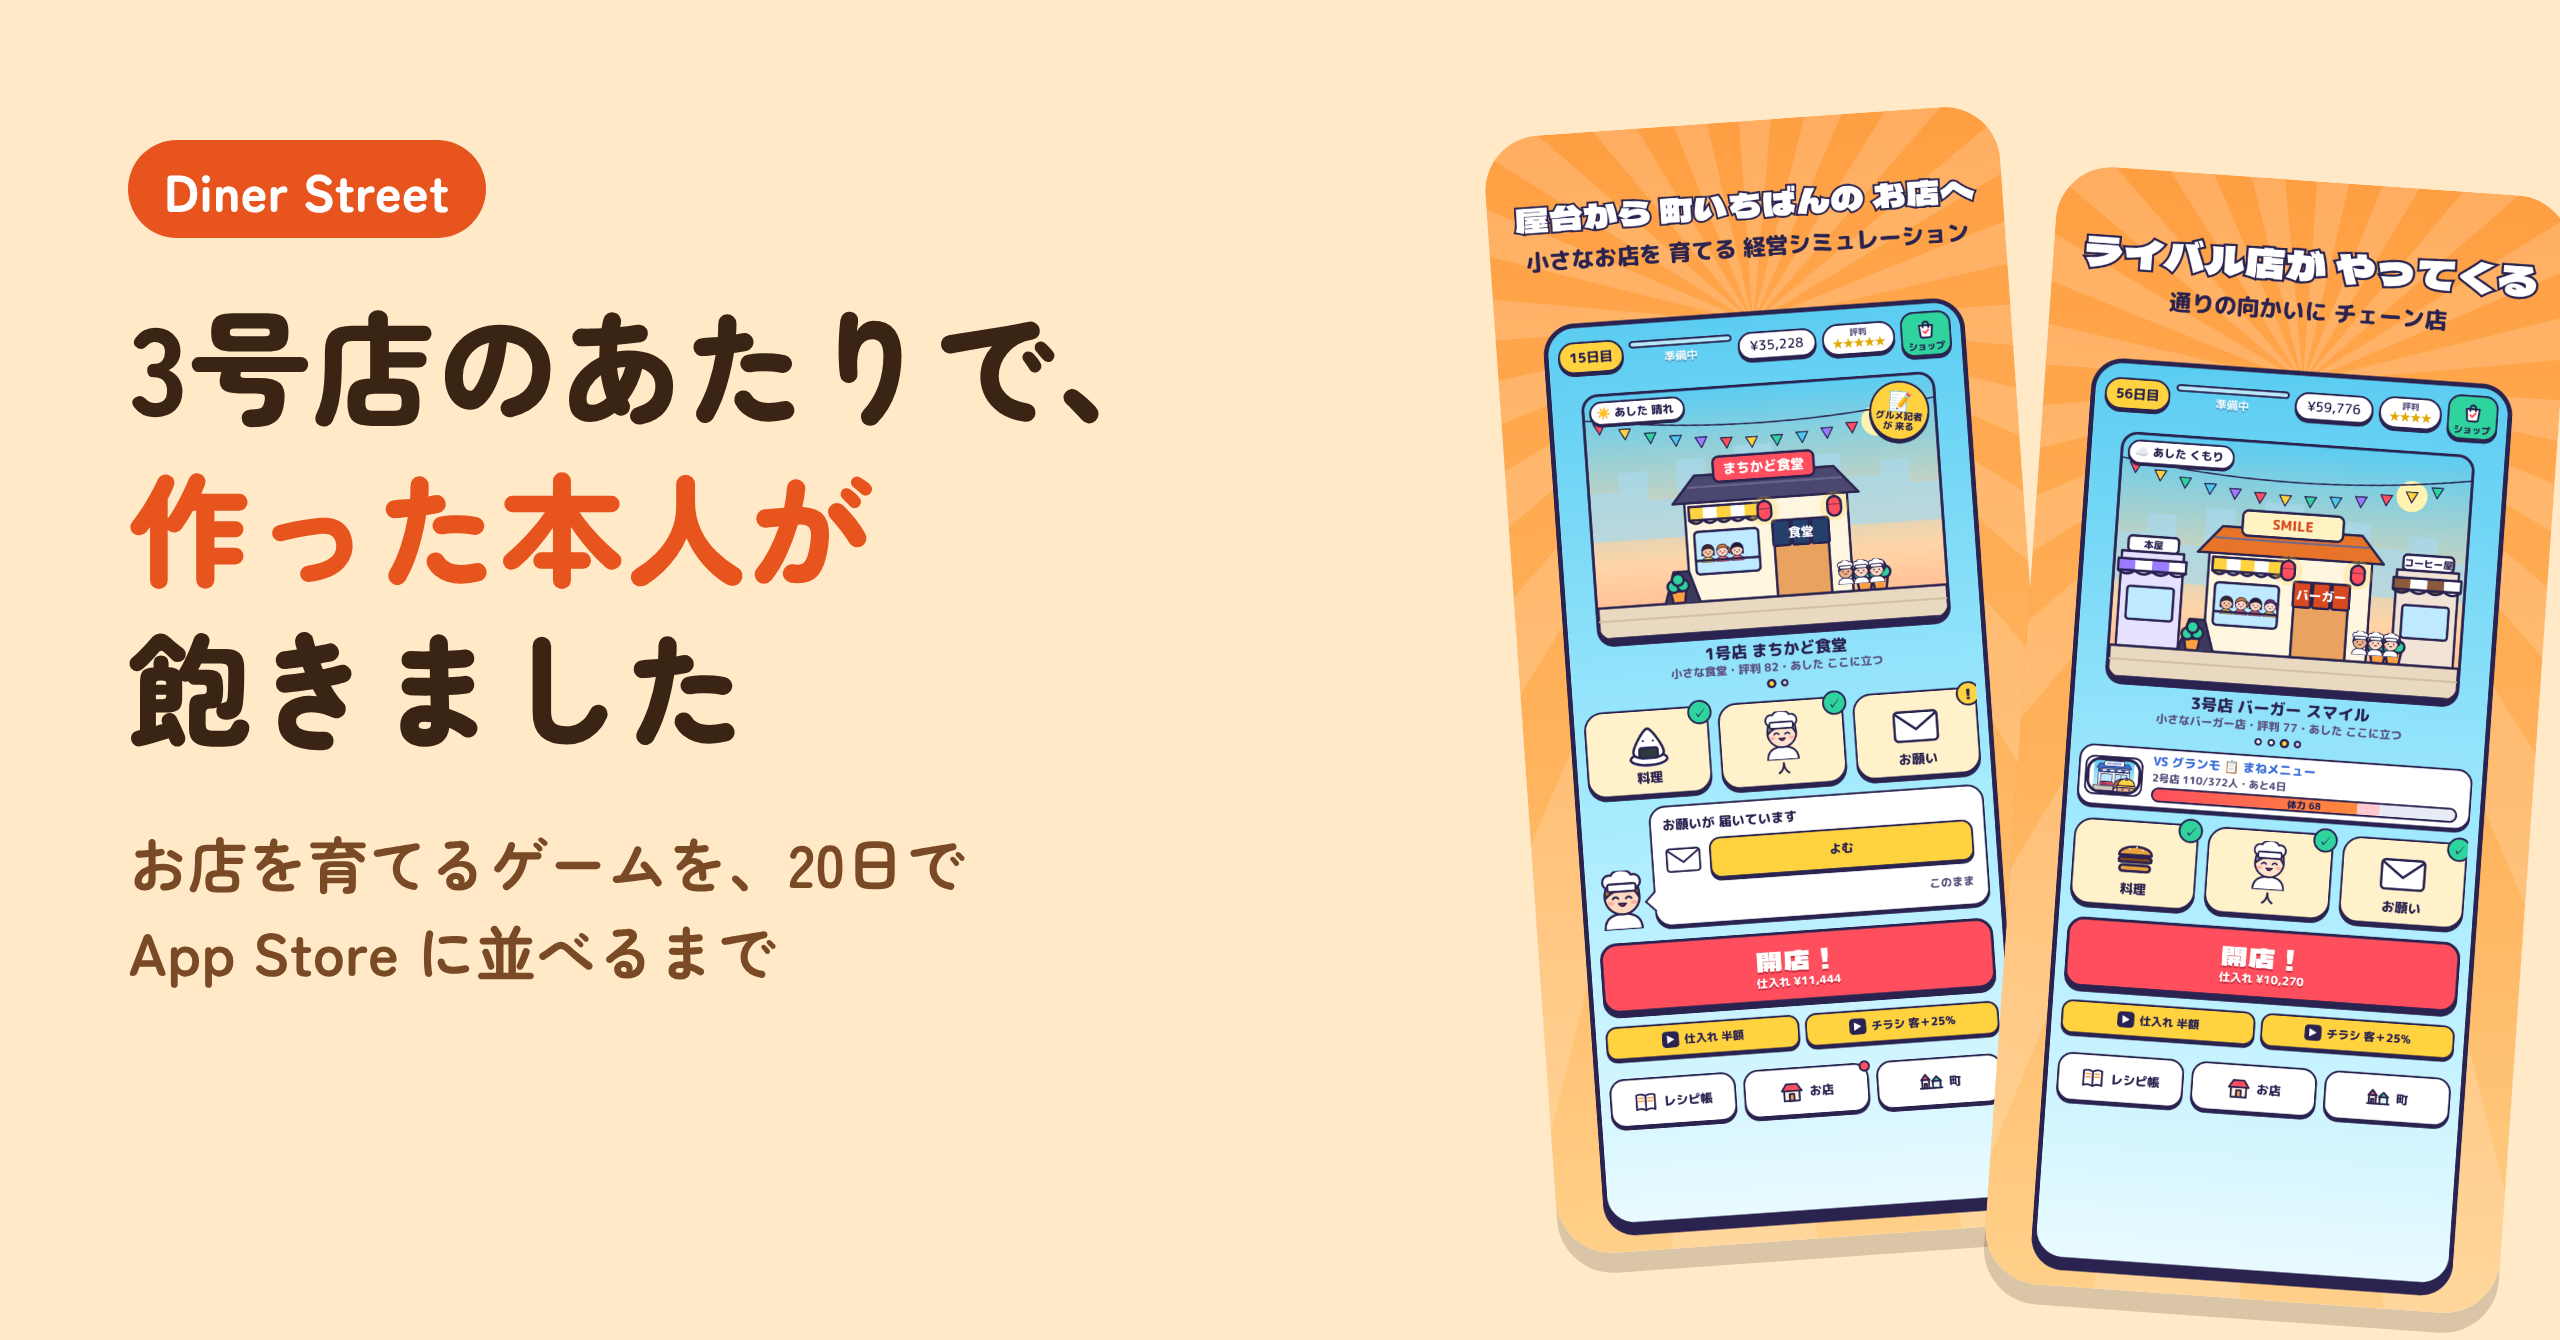 Diner Street
3号店のあたりで、
作った本人が
飽きました
お店を育てるゲームを、20日で
App Store に並べるまで
屋台から 町いちばんの お店へ
小さなお店を 育てる 経営シミュレーション
15日目
準備中
¥35,228
評判
★★★★★
ショップ
あした 晴れ
グルメ記者
が 来る
まちかど食堂
食堂
1号店 まちかど食堂
小さな食堂・評判 82・あした ここに立つ
料理
人
お願い
お願いが 届いています
よむ
このまま
開店！
仕入れ ¥11,444
仕入れ 半額
チラシ 客+25%
レシピ帳
お店
町
ライバル店が やってくる
通りの向かいに チェーン店
56日目
準備中
¥59,776
評判
★★★★
ショップ
あした くもり
SMILE
本屋
コーヒー屋
バーガー
3号店 バーガー スマイル
小さなバーガー店・評判 77・あした ここに立つ
VS グランモ 📋 まねメニュー
2号店 110/372人・あと4日
体力 68
料理
人
お願い
開店！
仕入れ ¥10,270
仕入れ 半額
チラシ 客+25%
レシピ帳
お店
町